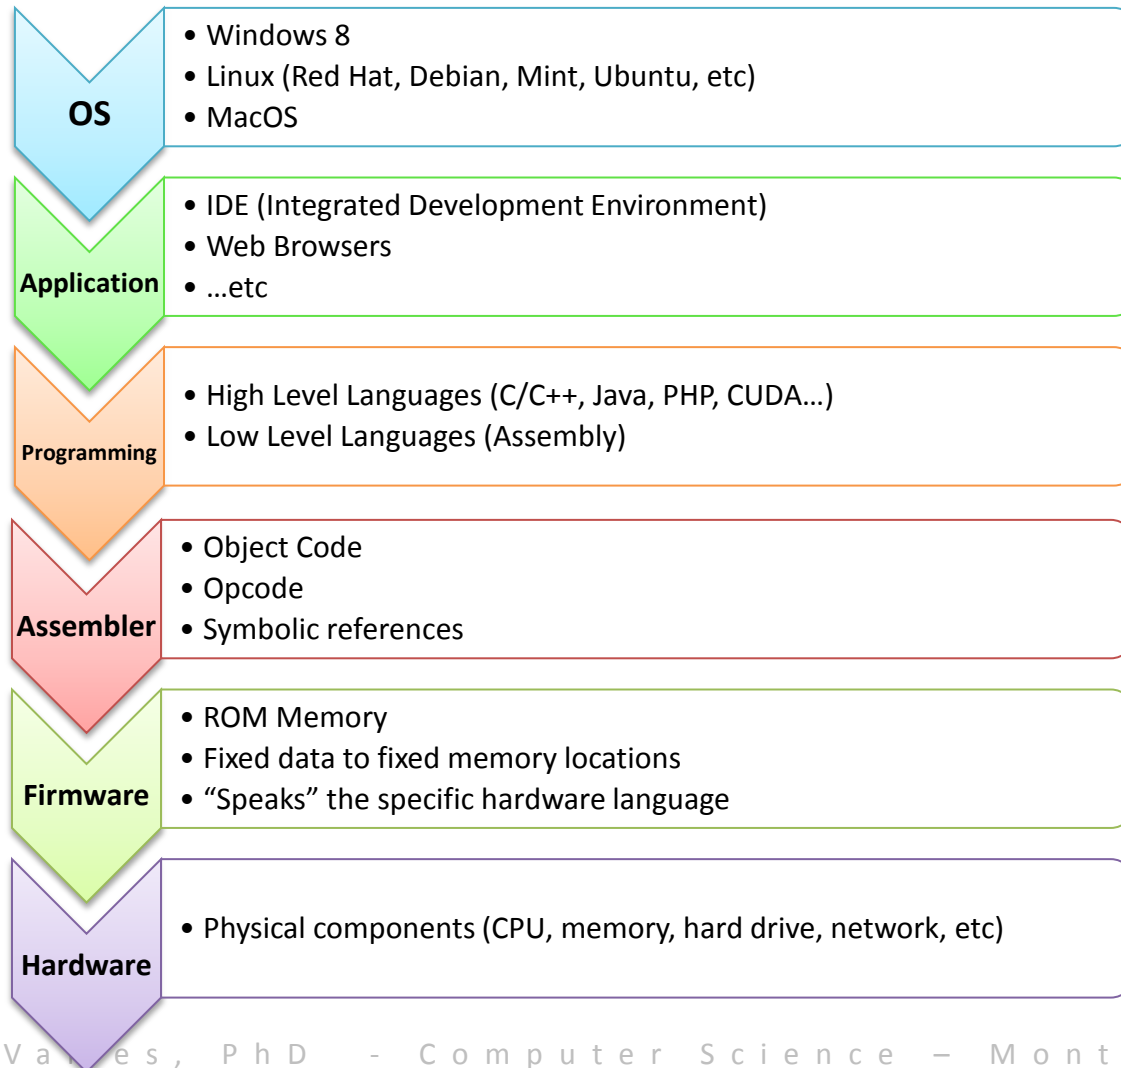 OS
• Windows 8
• Linux (Red Hat, Debian, Mint, Ubuntu, etc)
• MacOS
Application
• IDE (Integrated Development Environment)
• Web Browsers
• …etc
Programming
• High Level Languages (C/C++, Java, PHP, CUDA…)
• Low Level Languages (Assembly)
Assembler
• Object Code
• Opcode
• Symbolic references
Firmware
• ROM Memory
• Fixed data to fixed memory locations
• “Speaks” the specific hardware language
Hardware
• Physical components (CPU, memory, hard drive, network, etc)
PhD - Computer Science – Mont